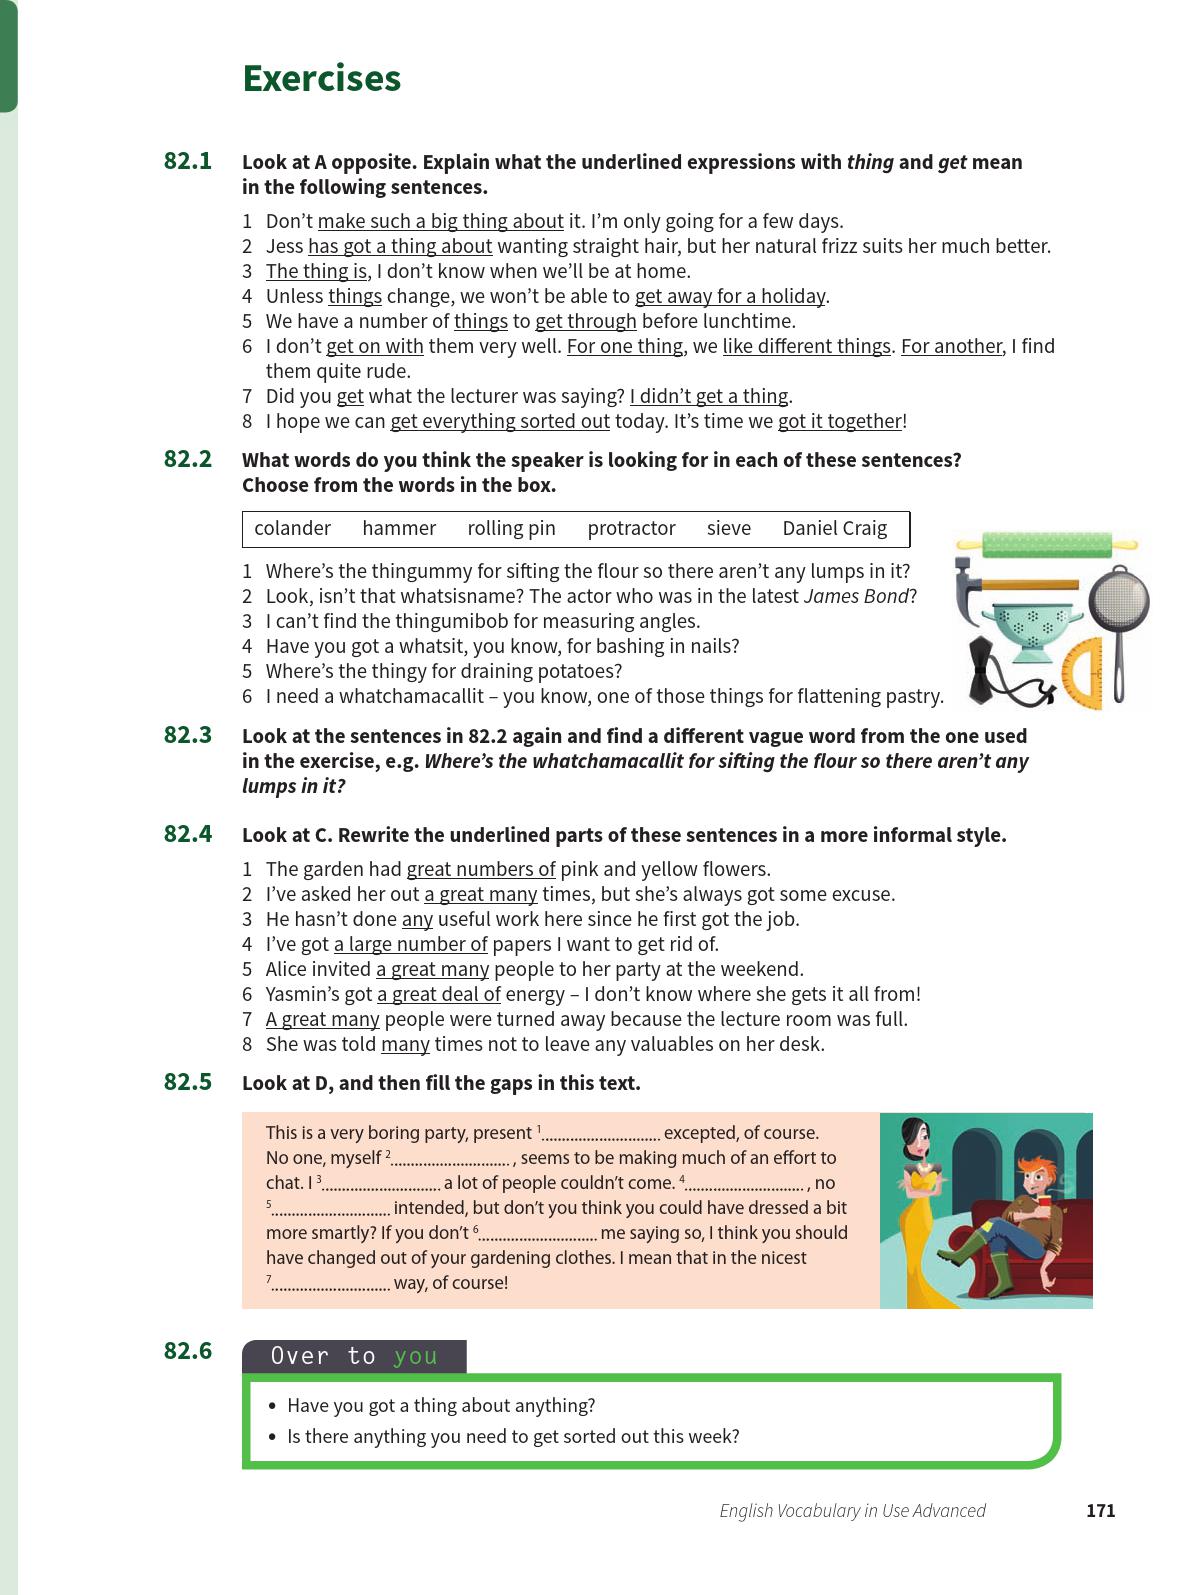 Exercises
82.1 Look at A opposite. Explain what the underlined expressions with thing and get mean
in the following sentences.
1 Don’t make such a big thing about it. I’m only going for a few days.
2 Jess has got a thing about wanting straight hair, but her natural frizz suits her much better.
3 The thing is, I don’t know when we’ll be at home.
4 Unless things change, we won’t be able to get away for a holiday.
5 We have a number of things to get through before lunchtime.
6 I don’t get on with them very well. For one thing, we like different things. For another, I find
them quite rude.
7 Did you get what the lecturer was saying? I didn’t get a thing.
8 I hope we can get everything sorted out today. It’s time we got it together!
82.2 What words do you think the speaker is looking for in each of these sentences?
Choose from the words in the box.
colander hammer rolling pin protractor sieve Daniel Craig
1 Where’s the thingummy for sifting the flour so there aren’t any lumps in it?
2 Look, isn’t that whatsisname? The actor who was in the latest James Bond?
3 I can’t find the thingumibob for measuring angles.
4 Have you got a whatsit, you know, for bashing in nails?
5 Where’s the thingy for draining potatoes?
6 I need a whatchamacallit – you know, one of those things for flattening pastry.
82.3 Look at the sentences in 82.2 again and find a different vague word from the one used
in the exercise, e.g. Where’s the whatchamacallit for sifting the flour so there aren’t any
lumps in it?
82.4 Look at C. Rewrite the underlined parts of these sentences in a more informal style.
1 The garden had great numbers of pink and yellow flowers.
2 I’ve asked her out a great many times, but she’s always got some excuse.
3 He hasn’t done any useful work here since he first got the job.
4 I’ve got a large number of papers I want to get rid of.
5 Alice invited a great many people to her party at the weekend.
6 Yasmin’s got a great deal of energy – I don’t know where she gets it all from!
7 A great many people were turned away because the lecture room was full.
8 She was told many times not to leave any valuables on her desk.
82.5 Look at D, and then fill the gaps in this text.
This is a very boring party, present 1............................. excepted, of course.
No one, myself 2............................. , seems to be making much of an effort to
chat. I 3............................. a lot of people couldn’t come. 4............................. , no
5............................. intended, but don’t you think you could have dressed a bit
more smartly? If you don’t 6............................. me saying so, I think you should
have changed out of your gardening clothes. I mean that in the nicest
7............................. way, of course!
82.6 Over to you
• Have you got a thing about anything?
• Is there anything you need to get sorted out this week?
English Vocabulary in Use Advanced 171